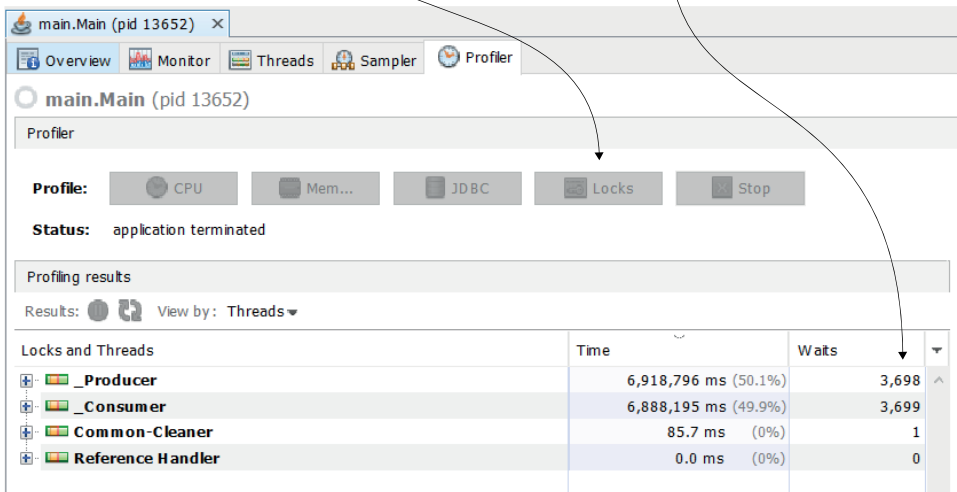 main.Main (pid 13652) ×
Overview Monitor Threads Sampler Profiler
main.Main (pid 13652)
Profiler
Profile: CPU Mem... JDBC Locks Stop
Status: application terminated
Profiling results
Results: View by: Threads
Locks and Threads Time Waits
_Producer 6,918,796 ms (50.1%) 3,698
_Consumer 6,888,195 ms (49.9%) 3,699
Common-Cleaner 85.7 ms (0%) 1
Reference Handler 0.0 ms (0%) 0